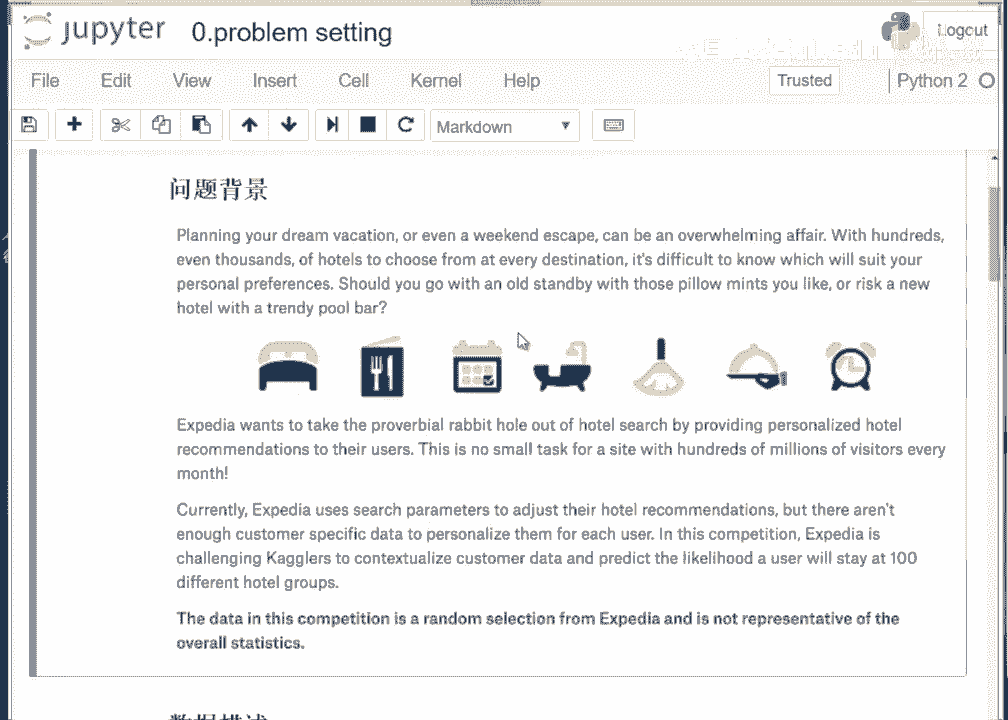 jupyter 0.problem setting
Logout
File Edit View Insert Cell Kernel Help Trusted Python 2
Markdown
问题背景
Planning your dream vacation, or even a weekend escape, can be an overwhelming affair. With hundreds,
even thousands, of hotels to choose from at every destination, it's difficult to know which will suit your
personal preferences. Should you go with an old standby with those pillow mints you like, or risk a new
hotel with a trendy pool bar?
Expedia wants to take the proverbial rabbit hole out of hotel search by providing personalized hotel
recommendations to their users. This is no small task for a site with hundreds of millions of visitors every
month!
Currently, Expedia uses search parameters to adjust their hotel recommendations, but there aren't
enough customer specific data to personalize them for each user. In this competition, Expedia is
challenging Kagglers to contextualize customer data and predict the likelihood a user will stay at 100
different hotel groups.
The data in this competition is a random selection from Expedia and is not representative of the
overall statistics.
数据描述